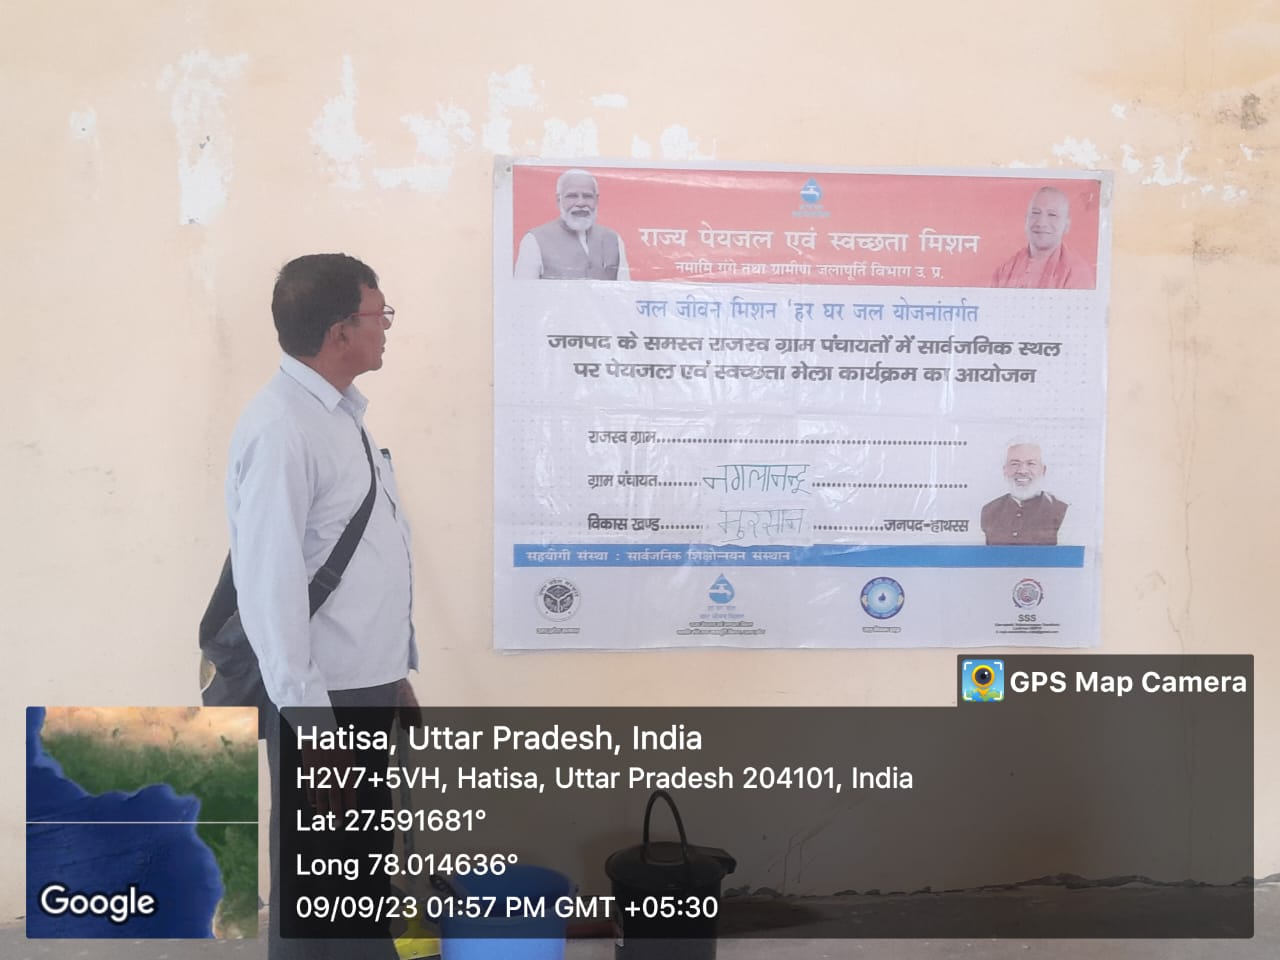 राज्य पेयजल एवं स्वच्छता मिशन
नमामि गंगे तथा ग्रामीण जलापूर्ति विभाग उ. प्र.
जल जीवन मिशन 'हर घर जल योजनांतर्गत
जनपद के समस्त राजस्व ग्राम पंचायतों में सार्वजनिक स्थल
पर पेयजल एवं स्वच्छता मेला कार्यक्रम का आयोजन
राजस्व ग्राम
ग्राम पंचायत नगलानन्दू
विकास खण्ड मुरसान जनपद-हाथरस
सहयोगी संस्था : सार्वजनिक शिक्षोन्नयन संस्थान
SSS
GPS Map Camera
Hatisa, Uttar Pradesh, India
H2V7+5VH, Hatisa, Uttar Pradesh 204101, India
Lat 27.591681°
Long 78.014636°
09/09/23 01:57 PM GMT +05:30
Google